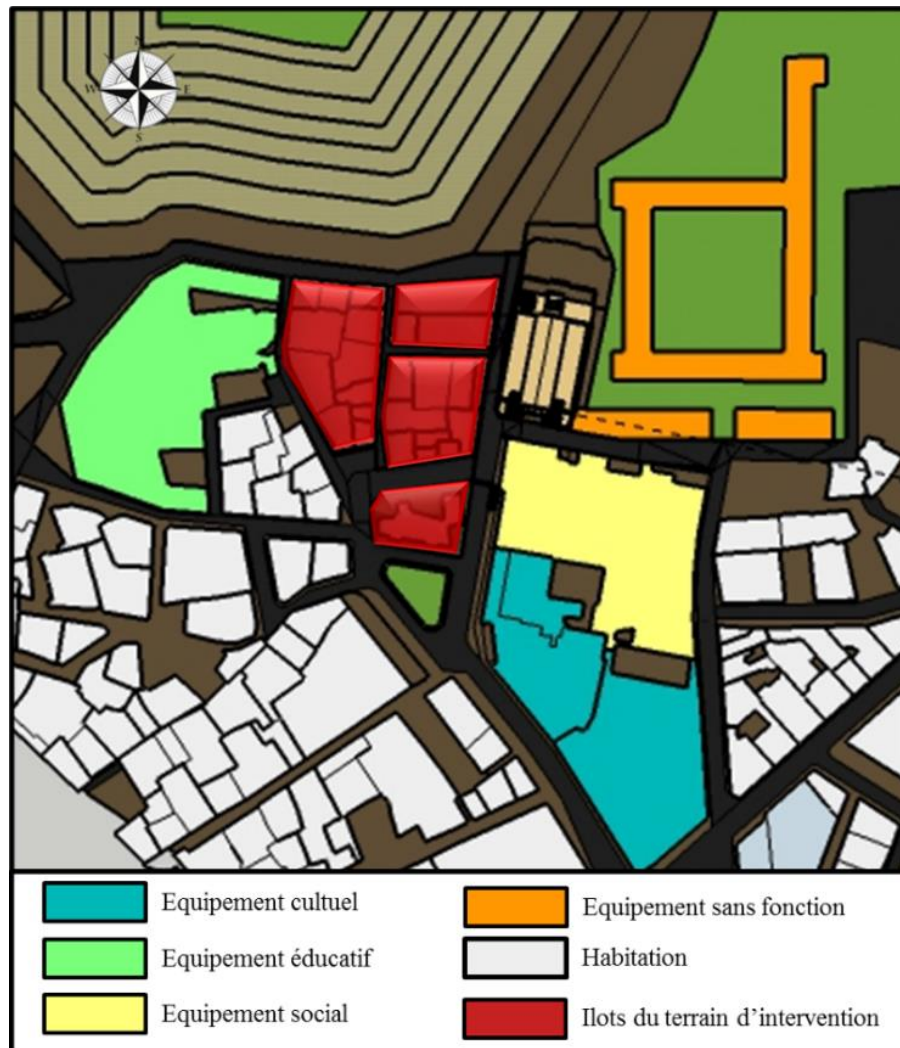 N
W E
S
Equipement cultuel
Equipement sans fonction
Equipement éducatif
Habitation
Equipement social
Ilots du terrain d’intervention